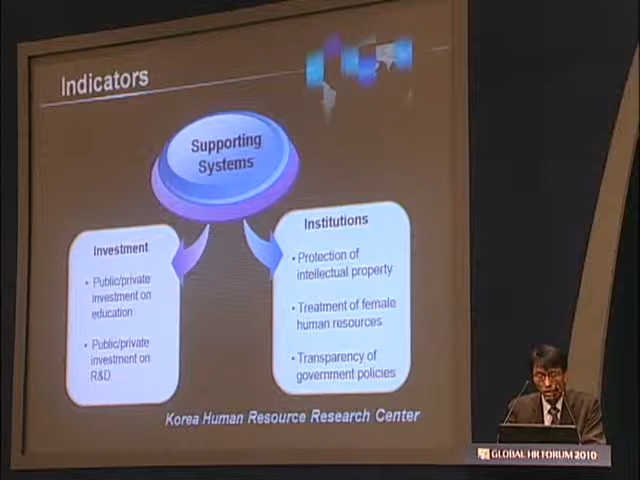 Indicators
Supporting
Systems
Investment
• Public/private
investment on
education
• Public/private
investment on
R&D
Institutions
• Protection of
intellectual property
• Treatment of female
human resources
• Transparency of
government policies
Korea Human Resource Research Center
GLOBAL HR FORUM 2010